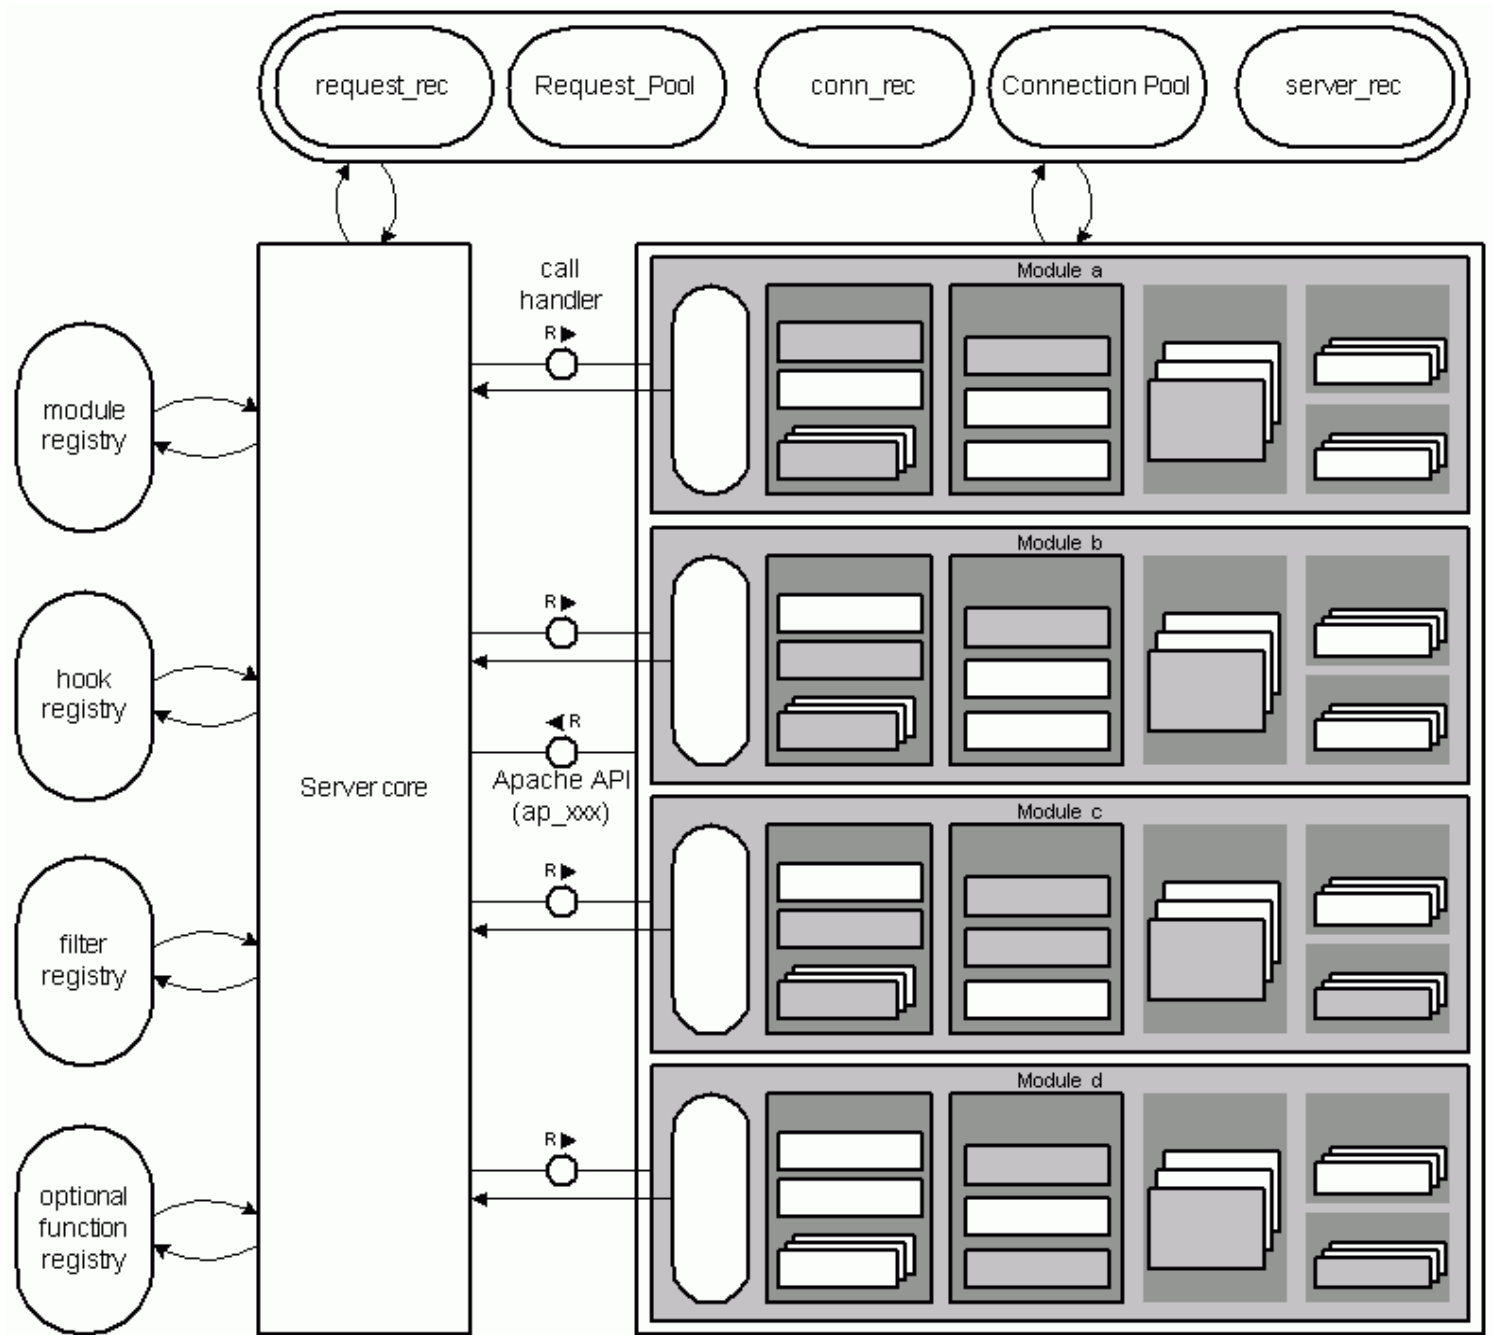 request_rec
Request_Pool
conn_rec
Connection Pool
server_rec
call
handler
R
Module a
module
registry
Module b
R
hook
registry
R
Server core
Apache API
(ap_xxx)
Module c
R
filter
registry
Module d
R
optional
function
registry